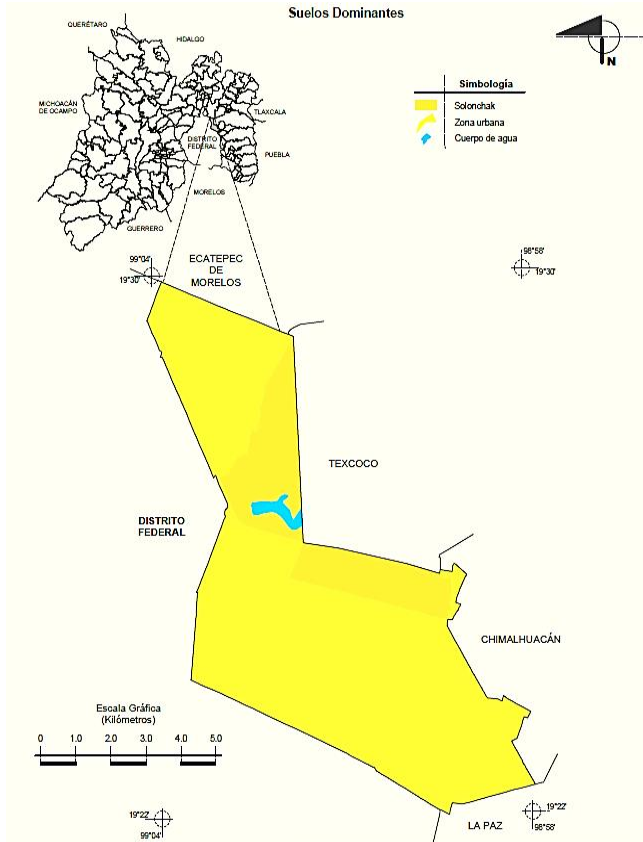 Suelos Dominantes
QUERÉTARO
HIDALGO
MICHOACÁN
DE OCAMPO
TLAXCALA
DISTRITO
FEDERAL
PUEBLA
MORELOS
GUERRERO
N
Simbología
Solonchak
Zona urbana
Cuerpo de agua
99°04'
19°30'
ECATEPEC
DE
MORELOS
98°58'
19°30'
TEXCOCO
DISTRITO
FEDERAL
CHIMALHUACÁN
Escala Gráfica
(Kilómetros)
0 1.0 2.0 3.0 4.0 5.0
19°22'
99°04'
LA PAZ
19°22'
98°58'